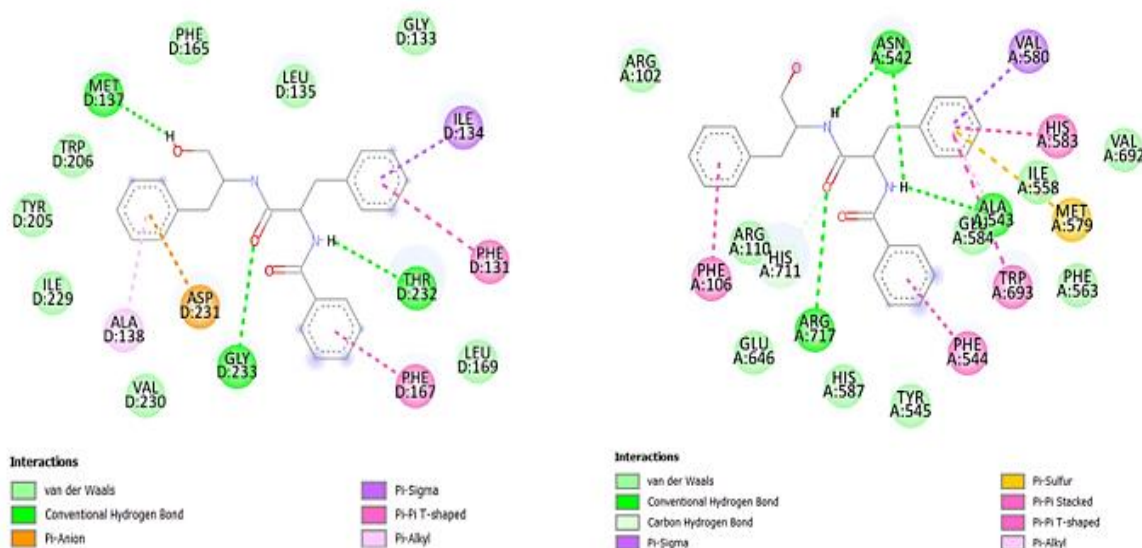 PHE
D:165
GLY
D:133
LEU
D:135
MET
D:137
H
ILE
D:134
TRP
D:206
O
N
TYR
D:205
O
N
H
PHE
D:131
THR
D:232
O
ILE
D:229
ASP
D:231
ALA
D:138
GLY
D:233
LEU
D:169
PHE
D:167
VAL
D:230
Interactions
van der Waals
Conventional Hydrogen Bond
Pi-Anion
Pi-Sigma
Pi-Pi T-shaped
Pi-Alkyl
ASN
A:542
VAL
A:580
ARG
A:102
O
H
N
HIS
A:583
VAL
A:692
ILE
A:558
O
N
H
ALA
A:543
GLU
A:584
MET
A:579
O
ARG
A:110
HIS
A:711
PHE
A:106
TRP
A:693
PHE
A:563
ARG
A:717
PHE
A:544
GLU
A:646
HIS
A:587
TYR
A:545
Interactions
van der Waals
Conventional Hydrogen Bond
Carbon Hydrogen Bond
Pi-Sigma
Pi-Sulfur
Pi-Pi Stacked
Pi-Pi T-shaped
Pi-Alkyl